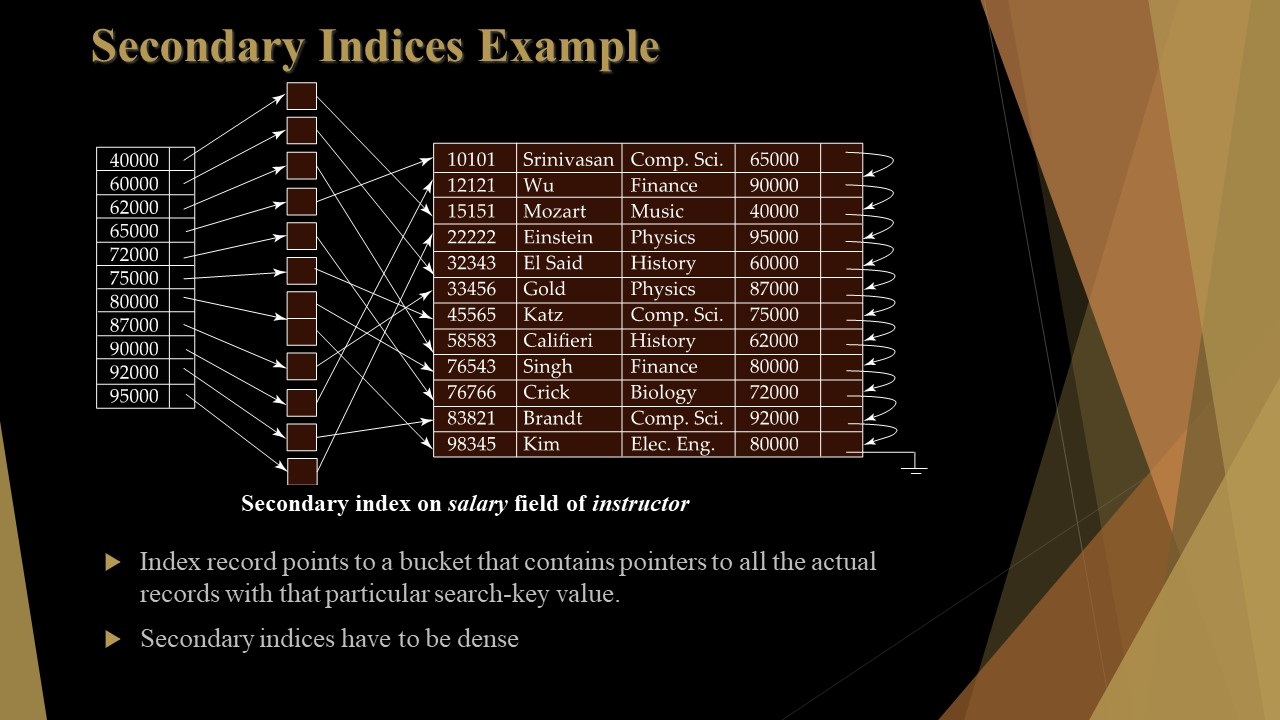 Secondary Indices Example
40000
60000
62000
65000
72000
75000
80000
87000
90000
92000
95000
10101 Srinivasan Comp. Sci. 65000
12121 Wu Finance 90000
15151 Mozart Music 40000
22222 Einstein Physics 95000
32343 El Said History 60000
33456 Gold Physics 87000
45565 Katz Comp. Sci. 75000
58583 Califieri History 62000
76543 Singh Finance 80000
76766 Crick Biology 72000
83821 Brandt Comp. Sci. 92000
98345 Kim Elec. Eng. 80000
Secondary index on salary field of instructor
Index record points to a bucket that contains pointers to all the actual
records with that particular search-key value.
Secondary indices have to be dense